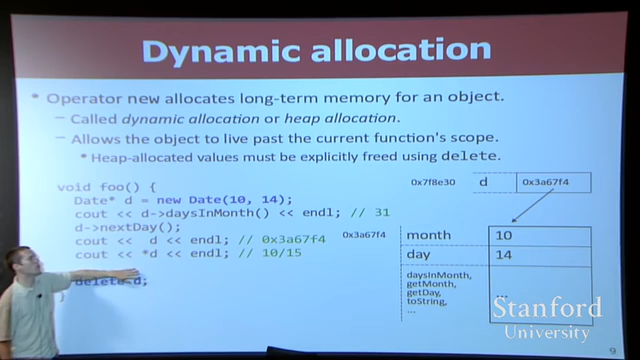 Dynamic allocation
* Operator new allocates long-term memory for an object.
– Called dynamic allocation or heap allocation.
– Allows the object to live past the current function's scope.
* Heap-allocated values must be explicitly freed using delete.
void foo() {
Date* d = new Date(10, 14);
cout << d->daysInMonth() << endl; // 31
d->nextDay();
cout << d << endl; // 0x3a67f4
cout << *d << endl; // 10/15
delete d;
}
0x7f8e30 d 0x3a67f4
0x3a67f4 month 10
day 14
daysInMonth,
getMonth,
getDay,
toString,
...
...
Stanford
University
9